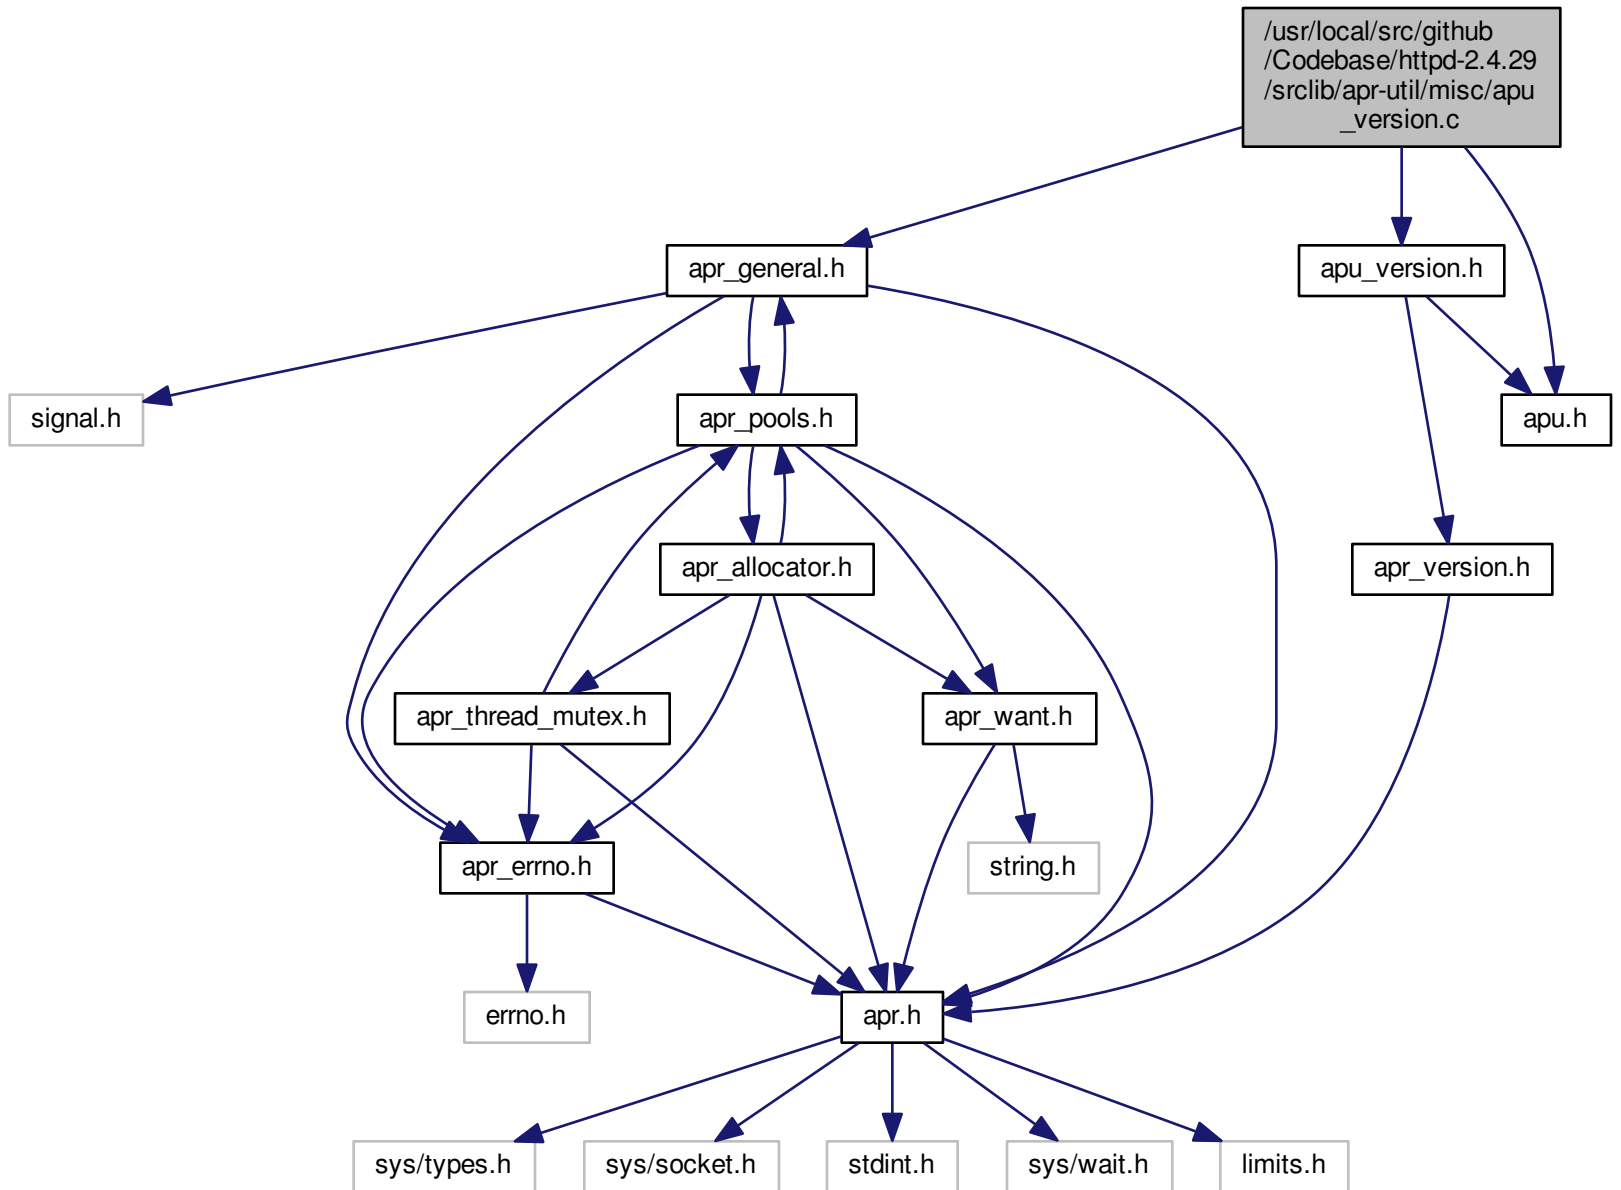 /usr/local/src/github
/Codebase/httpd-2.4.29
/srclib/apr-util/misc/apu
_version.c
apr_general.h
apu_version.h
signal.h
apr_pools.h
apu.h
apr_allocator.h
apr_version.h
apr_thread_mutex.h
apr_want.h
apr_errno.h
string.h
errno.h
apr.h
sys/types.h
sys/socket.h
stdint.h
sys/wait.h
limits.h